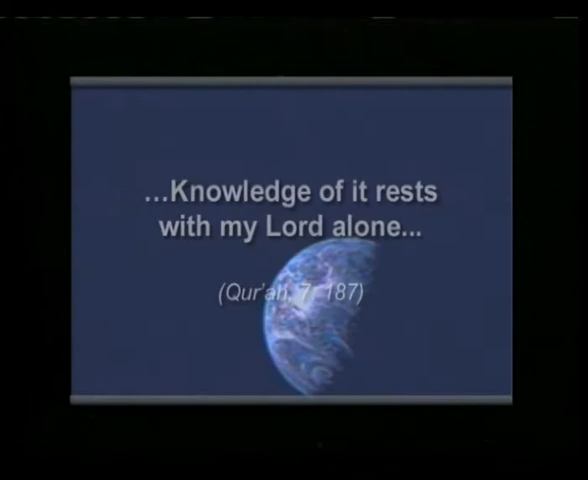 ...Knowledge of it rests
with my Lord alone...
(Qur'an, 7: 187)